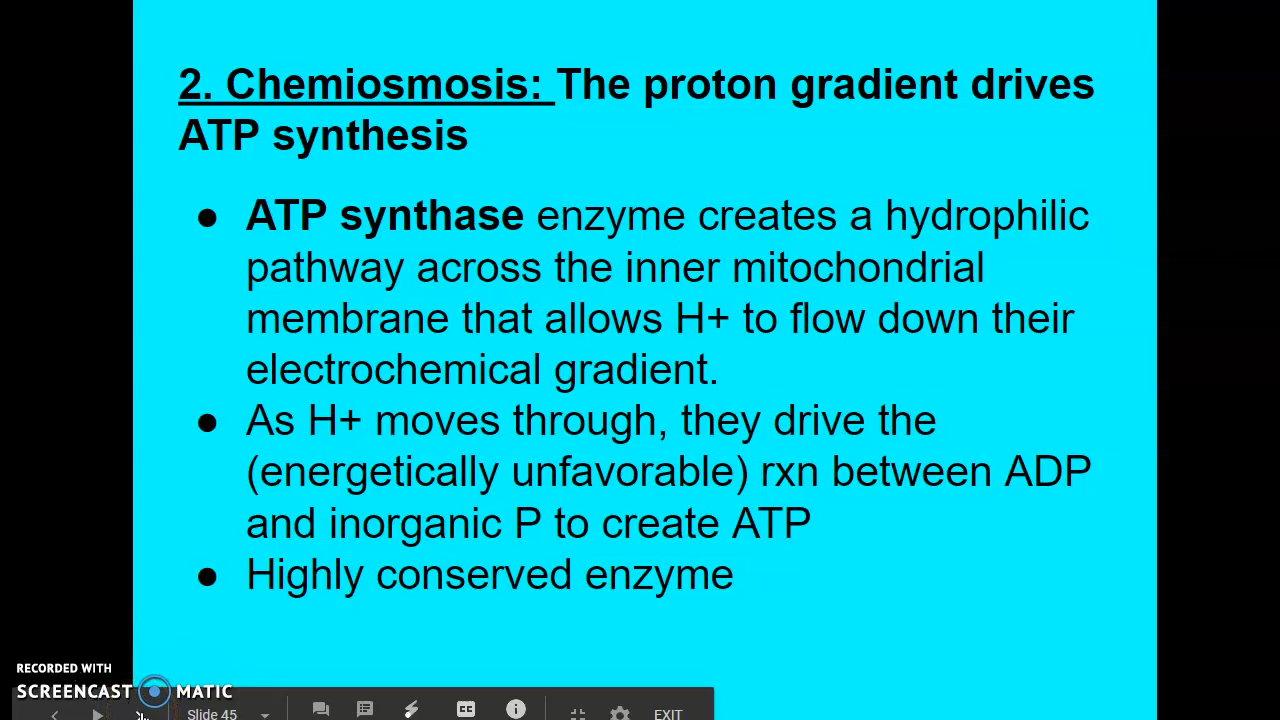 2. Chemiosmosis: The proton gradient drives
ATP synthesis
● ATP synthase enzyme creates a hydrophilic
pathway across the inner mitochondrial
membrane that allows H+ to flow down their
electrochemical gradient.
● As H+ moves through, they drive the
(energetically unfavorable) rxn between ADP
and inorganic P to create ATP
● Highly conserved enzyme
RECORDED WITH
SCREENCAST MATIC
Slide 45
CC
EXIT